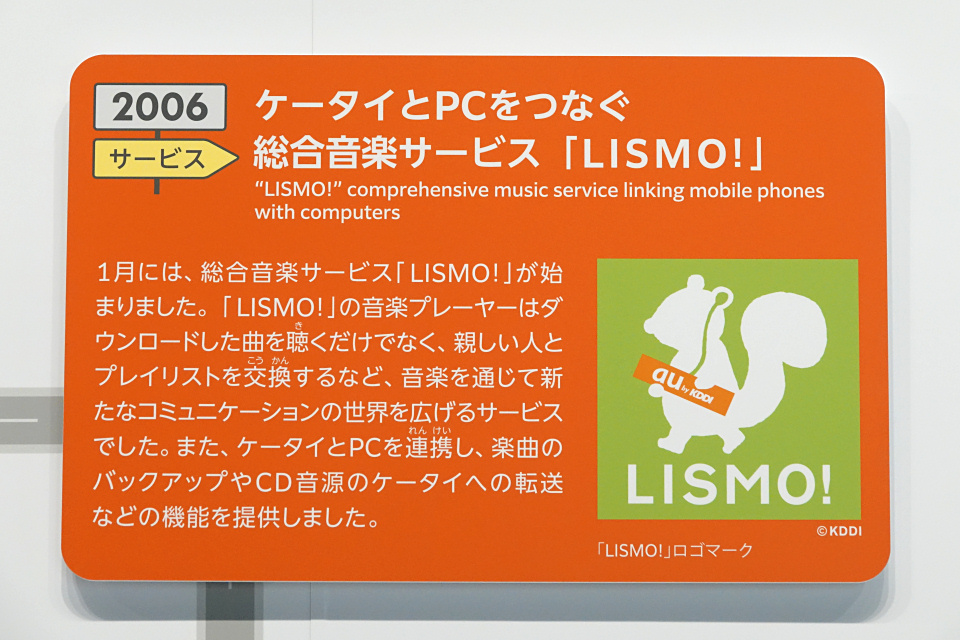 2006
サービス
ケータイとPCをつなぐ
総合音楽サービス「LISMO!」
“LISMO!” comprehensive music service linking mobile phones
with computers
1月には、総合音楽サービス「LISMO!」が始
まりました。「LISMO!」の音楽プレーヤーはダ
ウンロードした曲を聴くだけでなく、親しい人と
プレイリストを交換するなど、音楽を通じて新
たなコミュニケーションの世界を広げるサービス
でした。また、ケータイとPCを連携し、楽曲の
バックアップやCD音源のケータイへの転送
などの機能を提供しました。
au by KDDI
LISMO!
©KDDI
「LISMO!」ロゴマーク